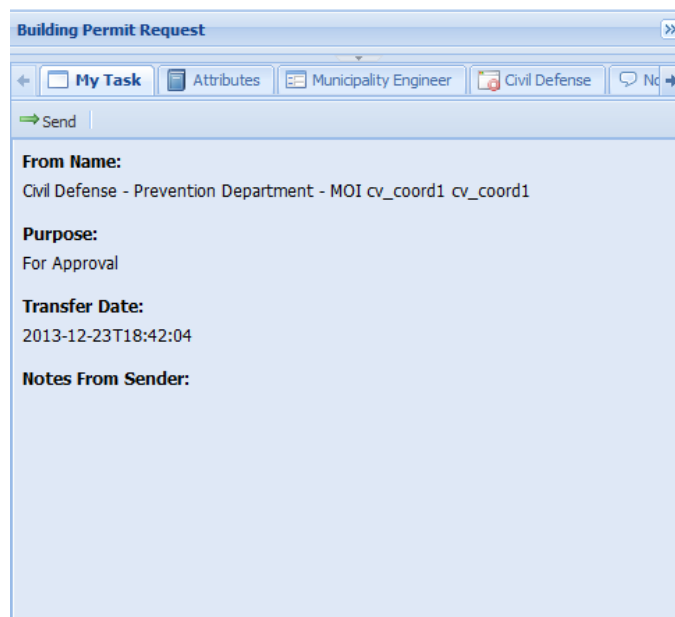 Building Permit Request
My Task Attributes Municipality Engineer Civil Defense
Send
From Name:
Civil Defense - Prevention Department - MOI cv_coord1 cv_coord1
Purpose:
For Approval
Transfer Date:
2013-12-23T18:42:04
Notes From Sender: